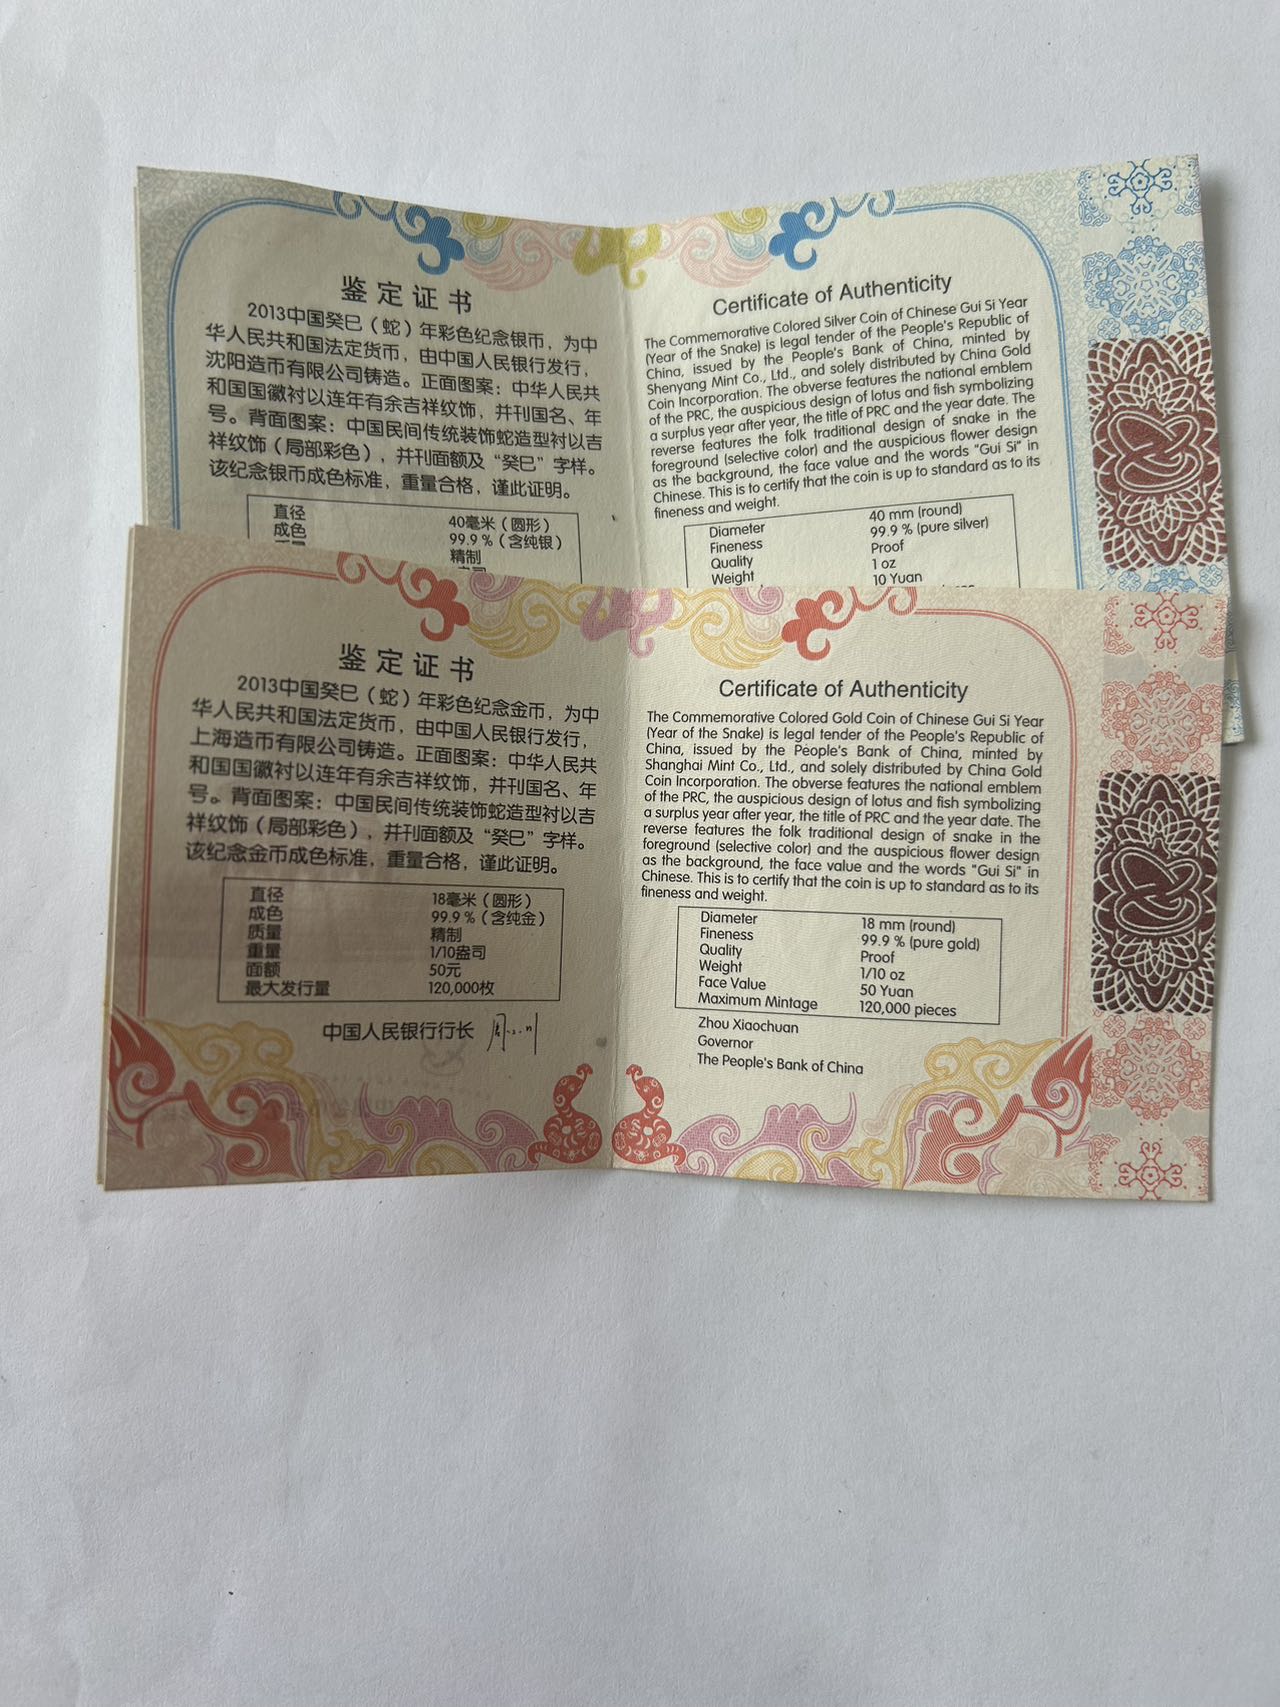 鉴定证书
2013中国癸巳（蛇）年彩色纪念银币，为中
华人民共和国法定货币，由中国人民银行发行，
沈阳造币有限公司铸造。正面图案：中华人民共
和国国徽衬以连年有余吉祥纹饰，并刊国名、年
号。背面图案：中国民间传统装饰蛇造型衬以吉
祥纹饰（局部彩色），并刊面额及“癸巳”字样。
该纪念银币成色标准，重量合格，谨此证明。
直径 40毫米（圆形）
成色 99.9％（含纯银）
精制
Certificate of Authenticity
The Commemorative Colored Silver Coin of Chinese Gui Si Year
(Year of the Snake) is legal tender of the People's Republic of
China, issued by the People's Bank of China, minted by
Shenyang Mint Co., Ltd., and solely distributed by China Gold
Coin Incorporation. The obverse features the national emblem
of the PRC, the auspicious design of lotus and fish symbolizing
a surplus year after year, the title of PRC and the year date. The
reverse features the folk traditional design of snake in the
foreground (selective color) and the auspicious flower design
as the background, the face value and the words "Gui Si" in
Chinese. This is to certify that the coin is up to standard as to its
fineness and weight.
Diameter 40 mm (round)
Fineness 99.9 % (pure silver)
Quality Proof
Weight 1 oz
10 Yuan
鉴定证书
2013中国癸巳（蛇）年彩色纪念金币，为中
华人民共和国法定货币，由中国人民银行发行，
上海造币有限公司铸造。正面图案：中华人民共
和国国徽衬以连年有余吉祥纹饰，并刊国名、年
号。背面图案：中国民间传统装饰蛇造型衬以吉
祥纹饰（局部彩色），并刊面额及“癸巳”字样。
该纪念金币成色标准，重量合格，谨此证明。
直径 18毫米（圆形）
成色 99.9％（含纯金）
质量 精制
重量 1/10盎司
面额 50元
最大发行量 120,000枚
中国人民银行行长
Certificate of Authenticity
The Commemorative Colored Gold Coin of Chinese Gui Si Year
(Year of the Snake) is legal tender of the People's Republic of
China, issued by the People's Bank of China, minted by
Shanghai Mint Co., Ltd., and solely distributed by China Gold
Coin Incorporation. The obverse features the national emblem
of the PRC, the auspicious design of lotus and fish symbolizing
a surplus year after year, the title of PRC and the year date. The
reverse features the folk traditional design of snake in the
foreground (selective color) and the auspicious flower design
as the background, the face value and the words "Gui Si" in
Chinese. This is to certify that the coin is up to standard as to its
fineness and weight.
Diameter 18 mm (round)
Fineness 99.9 % (pure gold)
Quality Proof
Weight 1/10 oz
Face Value 50 Yuan
Maximum Mintage 120,000 pieces
Zhou Xiaochuan
Governor
The People's Bank of China